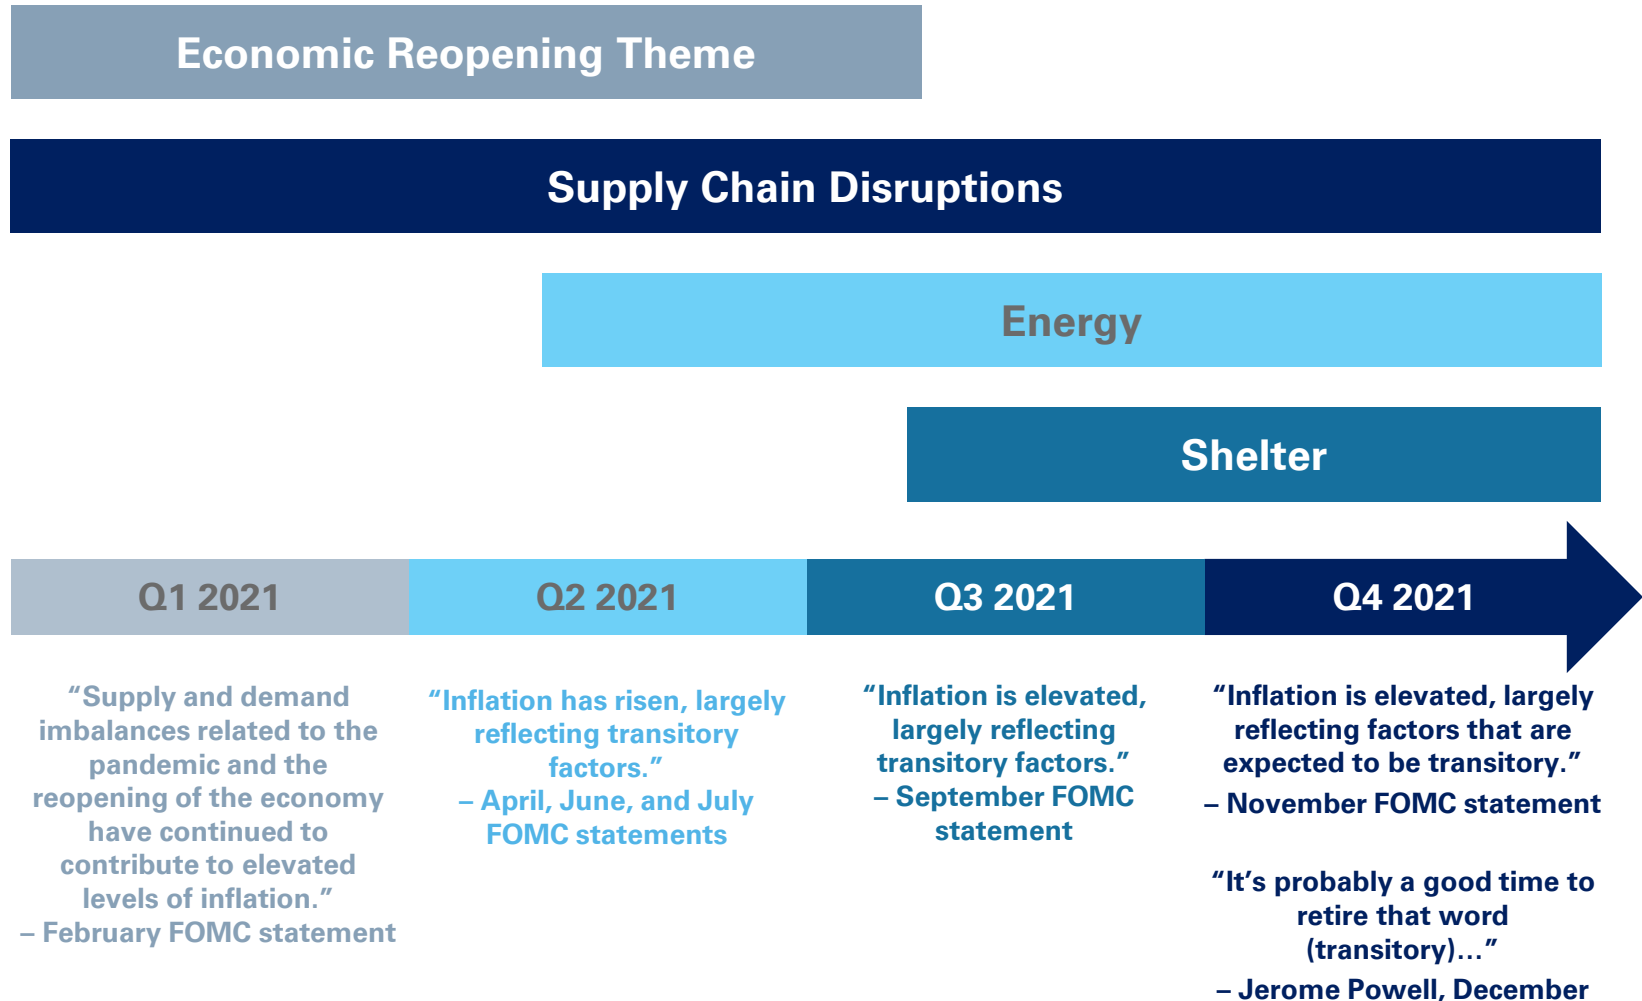 Economic Reopening Theme
Supply Chain Disruptions
Energy
Shelter
Q1 2021
Q2 2021
Q3 2021
Q4 2021
“Supply and demand
imbalances related to the
pandemic and the
reopening of the economy
have continued to
contribute to elevated
levels of inflation.”
– February FOMC statement
“Inflation has risen, largely
reflecting transitory
factors.”
– April, June, and July
FOMC statements
“Inflation is elevated,
largely reflecting
transitory factors.”
– September FOMC
statement
“Inflation is elevated, largely
reflecting factors that are
expected to be transitory.”
– November FOMC statement
“It’s probably a good time to
retire that word
(transitory)…”
– Jerome Powell, December